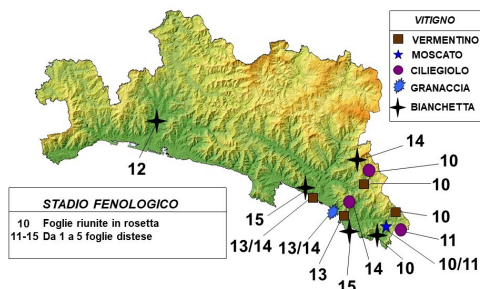 VITIGNO
VERMENTINO
MOSCATO
CILIEGIOLO
GRANACCIA
BIANCHETTA
14
10
12
10
STADIO FENOLOGICO
10 Foglie riunite in rosetta
11-15 Da 1 a 5 foglie distese
15
10
13/14
13/14
11
13
14
10
10/11
15